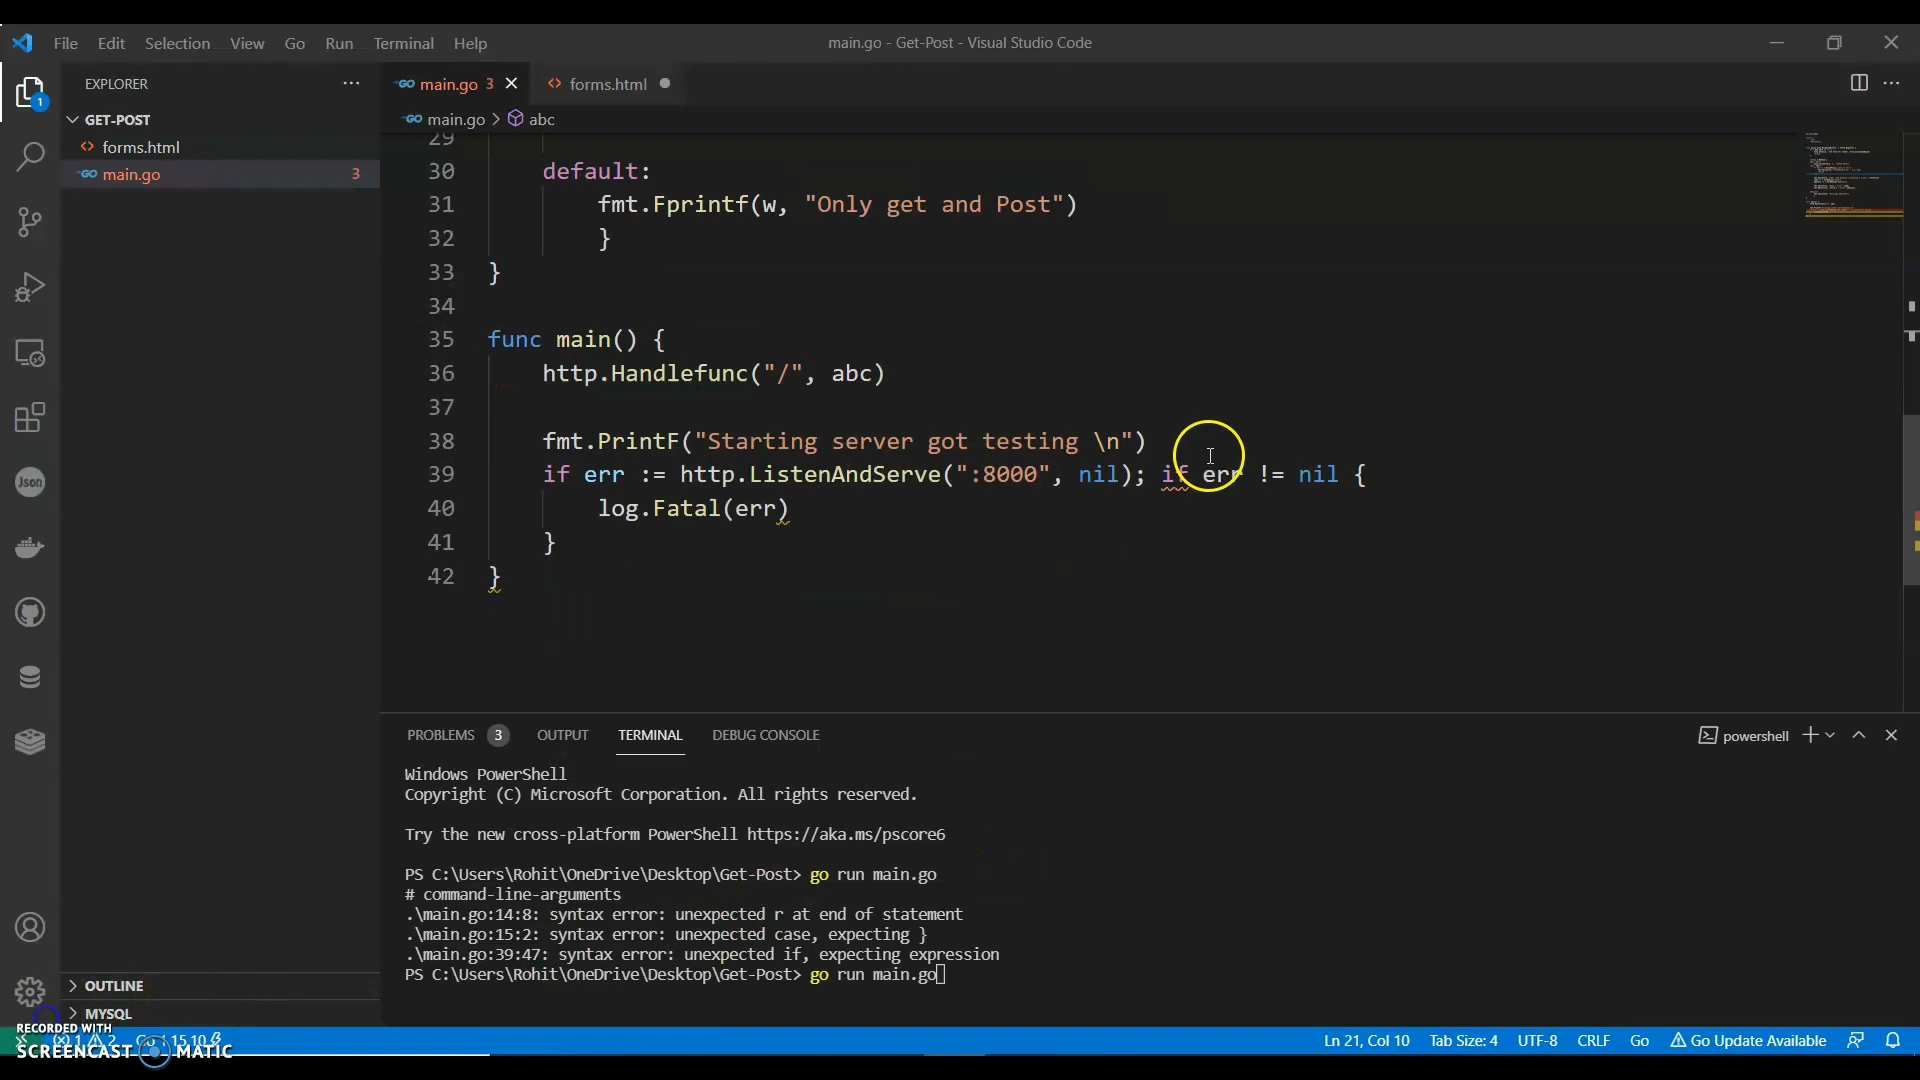 File Edit Selection View Go Run Terminal Help
main.go - Get-Post - Visual Studio Code
EXPLORER
main.go 3
forms.html
GET-POST
main.go > abc
forms.html
main.go 3
29
30 default:
31 fmt.Fprintf(w, "Only get and Post")
32 }
33 }
34
35 func main() {
36 http.Handlefunc("/", abc)
37
38 fmt.PrintF("Starting server got testing \n")
39 if err := http.ListenAndServe(":8000", nil); if err != nil {
40 log.Fatal(err)
41 }
42 }
PROBLEMS 3 OUTPUT TERMINAL DEBUG CONSOLE
powershell
Windows PowerShell
Copyright (C) Microsoft Corporation. All rights reserved.
Try the new cross-platform PowerShell https://aka.ms/pscore6
PS C:\Users\Rohit\OneDrive\Desktop\Get-Post> go run main.go
# command-line-arguments
.\main.go:14:8: syntax error: unexpected r at end of statement
.\main.go:15:2: syntax error: unexpected case, expecting }
.\main.go:39:47: syntax error: unexpected if, expecting expression
PS C:\Users\Rohit\OneDrive\Desktop\Get-Post> go run main.go
OUTLINE
MYSQL
1
JSON
RECORDED WITH
SCREENCAST MATIC
1 2 Go 1.15.10
Ln 21, Col 10 Tab Size: 4 UTF-8 CRLF Go Go Update Available